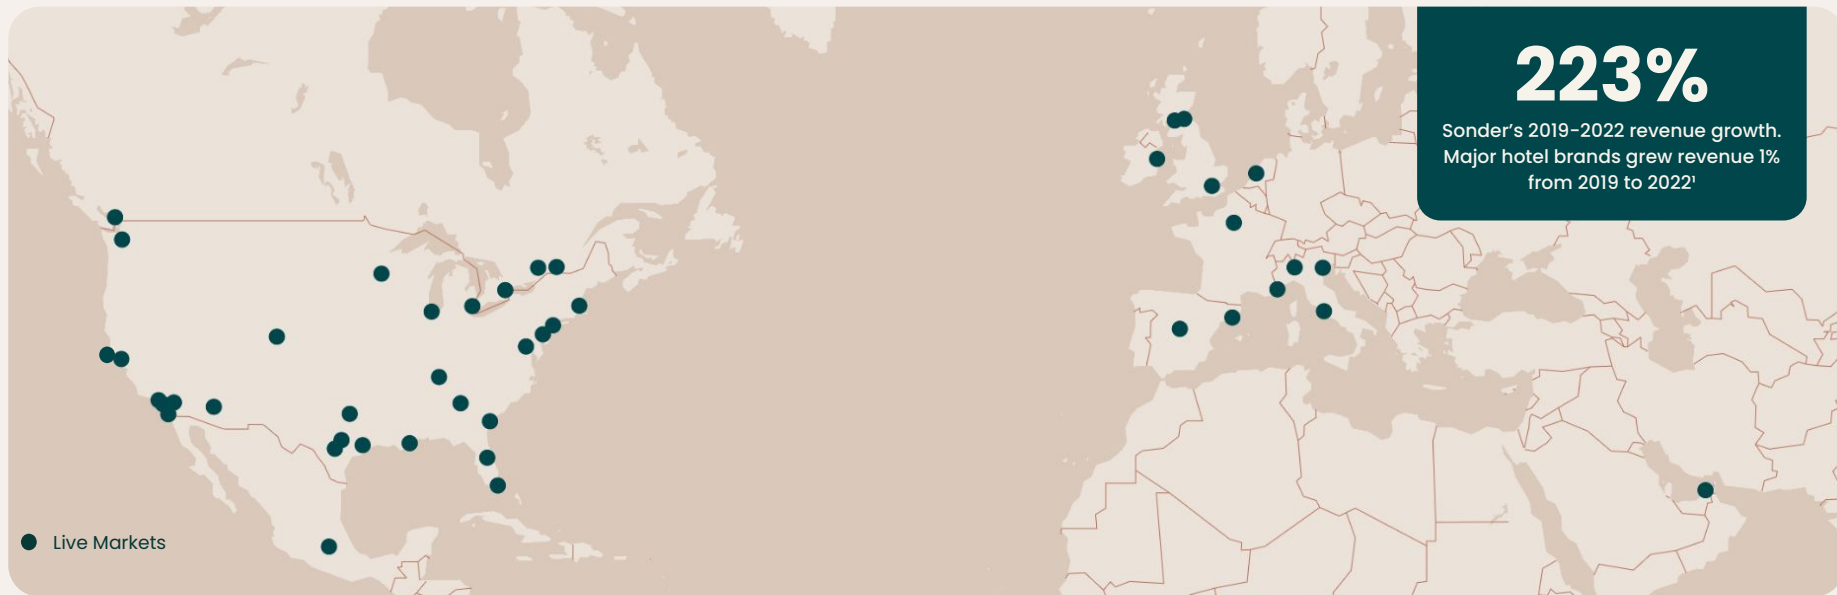 223%
Sonder’s 2019-2022 revenue growth.
Major hotel brands grew revenue 1%
from 2019 to 2022¹
Live Markets